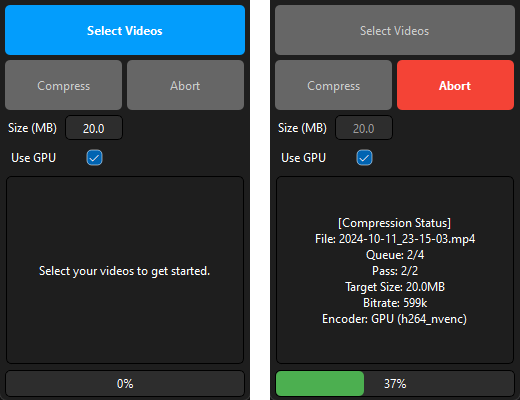 Select Videos
Compress
Abort
Size (MB)
20.0
Use GPU
Select your videos to get started.
0%
Select Videos
Compress
Abort
Size (MB)
20.0
Use GPU
[Compression Status]
File: 2024-10-11_23-15-03.mp4
Queue: 2/4
Pass: 2/2
Target Size: 20.0MB
Bitrate: 599k
Encoder: GPU (h264_nvenc)
37%